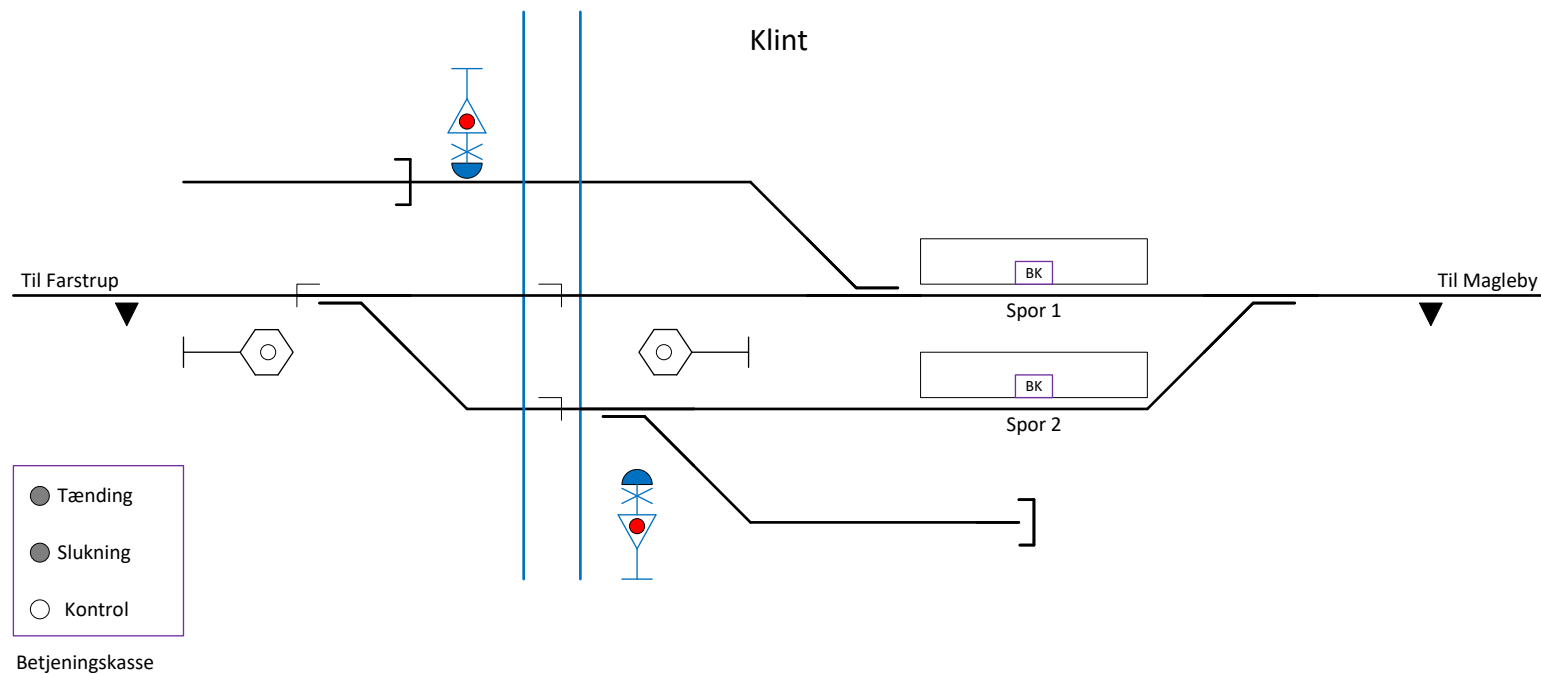 Klint
Til Farstrup
Til Magleby
BK
Spor 1
BK
Spor 2
Tænding
Slukning
Kontrol
Betjeningskasse